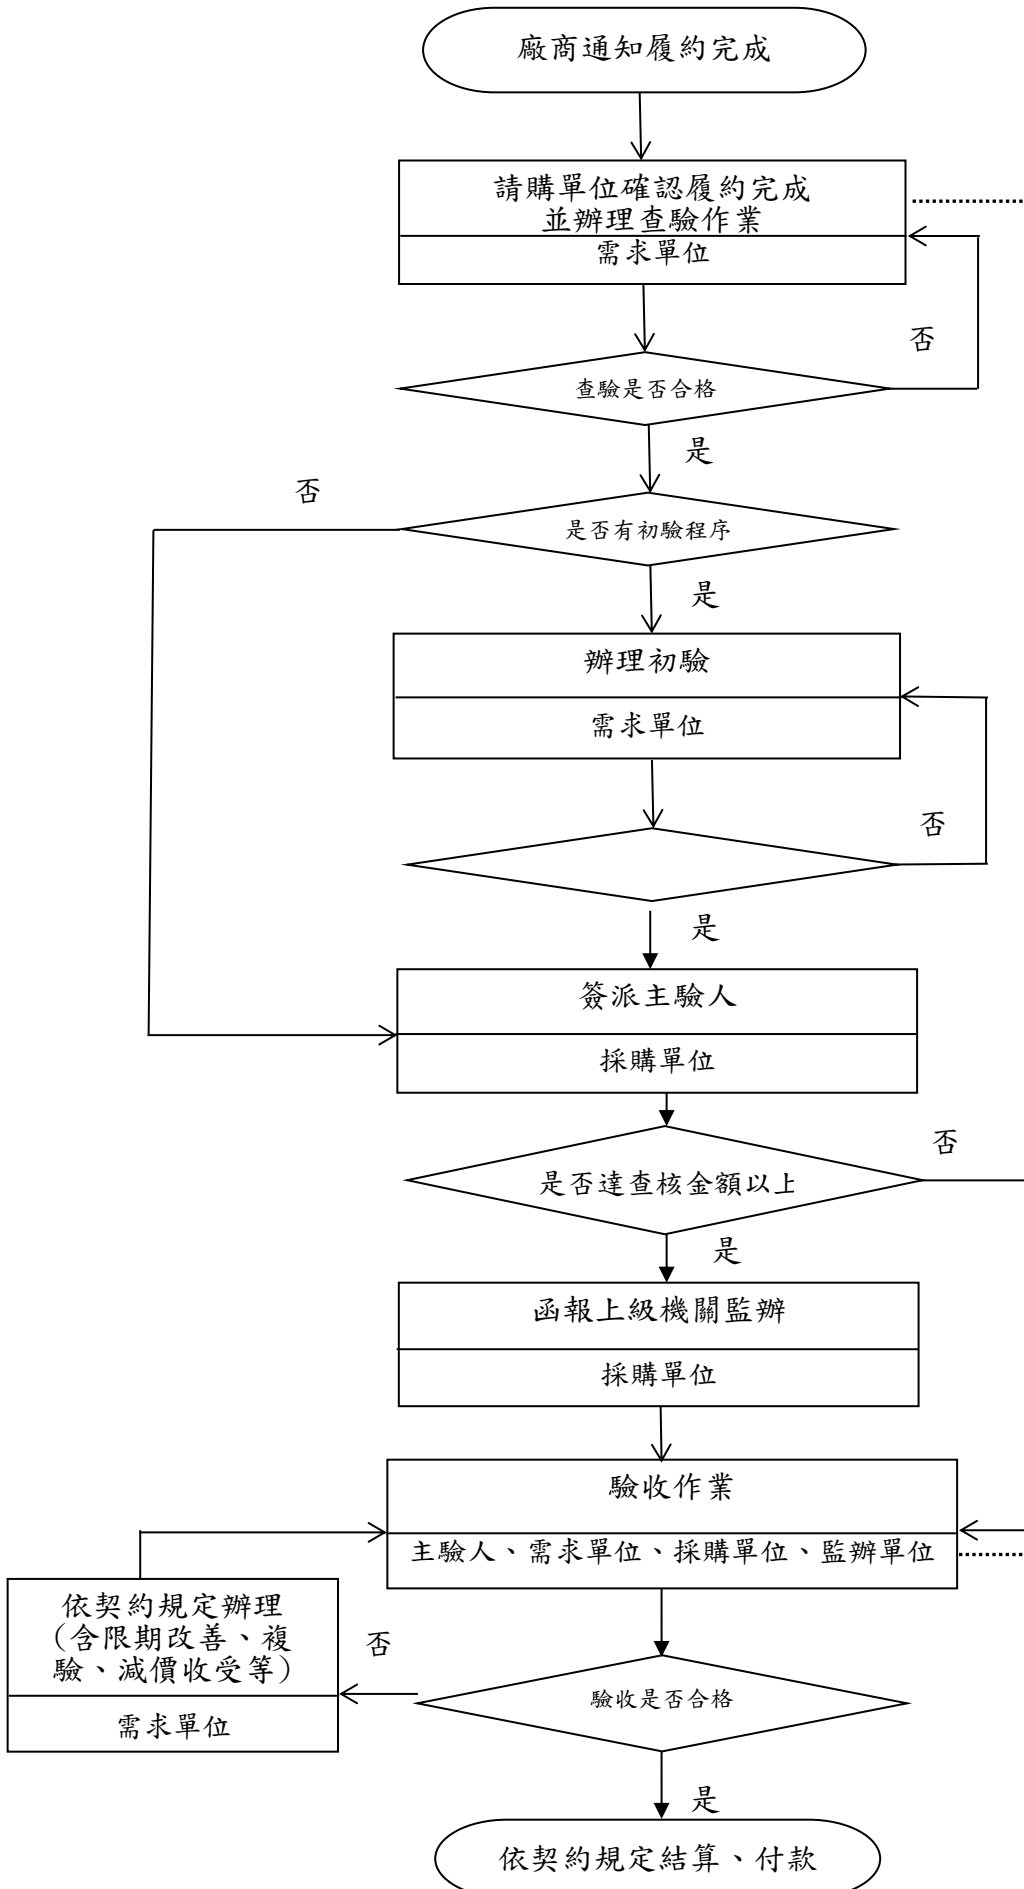 廠商通知履約完成
請購單位確認履約完成
並辦理查驗作業
需求單位
否
查驗是否合格
是
否
是否有初驗程序
是
辦理初驗
需求單位
否
是
簽派主驗人
採購單位
否
是否達查核金額以上
是
函報上級機關監辦
採購單位
驗收作業
主驗人、需求單位、採購單位、監辦單位
依契約規定辦理
（含限期改善、複
驗、減價收受等）
需求單位
否
驗收是否合格
是
依契約規定結算、付款